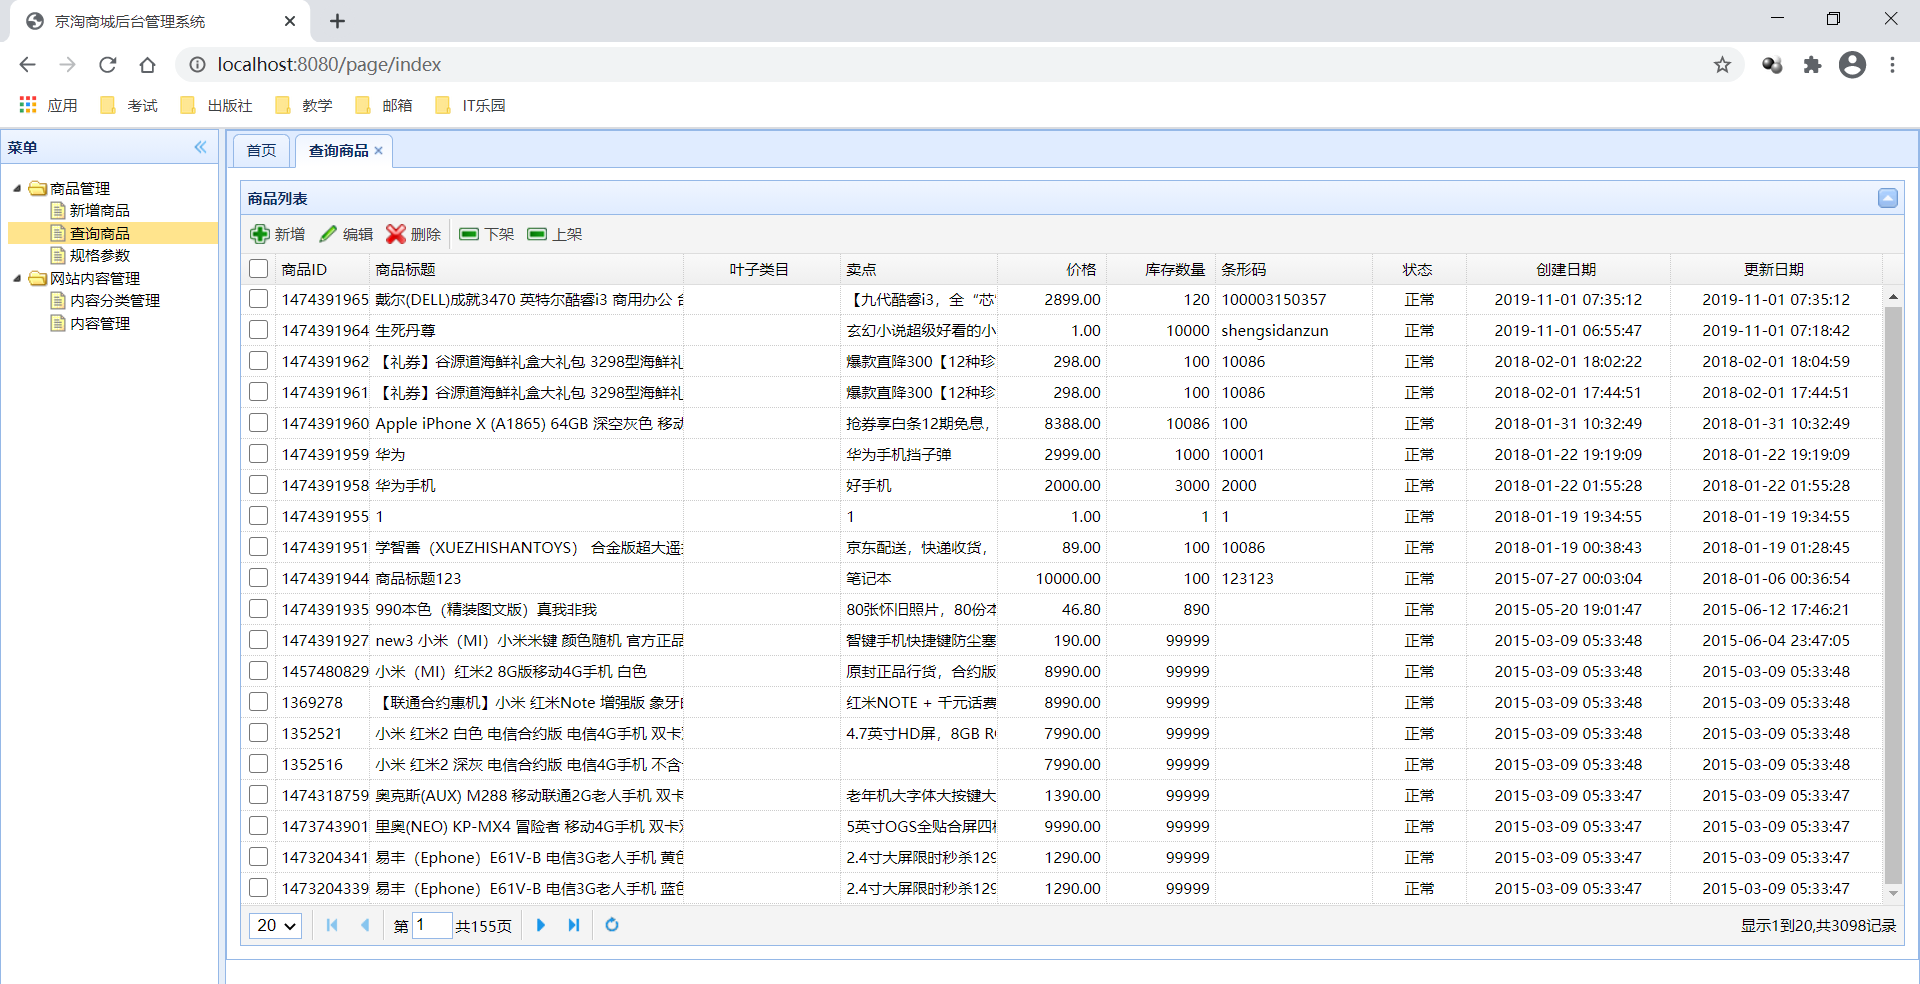 京淘商城后台管理系统
localhost:8080/page/index
应用 考试 出版社 教学 邮箱 IT乐园
菜单
商品管理
新增商品
查询商品
规格参数
网站内容管理
内容分类管理
内容管理
首页 查询商品
商品列表
新增 编辑 删除 下架 上架
商品ID 商品标题 叶子类目 卖点 价格 库存数量 条形码 状态 创建日期 更新日期
1474391965 戴尔(DELL)成就3470 英特尔酷睿i3 商用办公 【九代酷睿i3，全“芯 2899.00 120 100003150357 正常 2019-11-01 07:35:12 2019-11-01 07:35:12
1474391964 生死丹尊 玄幻小说超级好看的小 1.00 10000 shengsidanzun 正常 2019-11-01 06:55:47 2019-11-01 07:18:42
1474391962 【礼券】谷源道海鲜礼盒大礼包 3298型海鲜礼 爆款直降300【12种珍 298.00 100 10086 正常 2018-02-01 18:02:22 2018-02-01 18:04:59
1474391961 【礼券】谷源道海鲜礼盒大礼包 3298型海鲜礼 爆款直降300【12种珍 298.00 100 10086 正常 2018-02-01 17:44:51 2018-02-01 17:44:51
1474391960 Apple iPhone X (A1865) 64GB 深空灰色 移动 抢券享白条12期免息， 8388.00 10086 100 正常 2018-01-31 10:32:49 2018-01-31 10:32:49
1474391959 华为 华为手机挡子弹 2999.00 1000 10001 正常 2018-01-22 19:19:09 2018-01-22 19:19:09
1474391958 华为手机 好手机 2000.00 3000 2000 正常 2018-01-22 01:55:28 2018-01-22 01:55:28
1474391955 1 1 1.00 1 1 正常 2018-01-19 19:34:55 2018-01-19 19:34:55
1474391951 学智善（XUEZHISHANTOYS） 合金版超大遥 京东配送，快递收货， 89.00 100 10086 正常 2018-01-19 00:38:43 2018-01-19 01:28:45
1474391944 商品标题123 笔记本 10000.00 100 123123 正常 2015-07-27 00:03:04 2018-01-06 00:36:54
1474391935 990本色（精装图文版）真我非我 80张怀旧照片，80份本 46.80 890 正常 2015-05-20 19:01:47 2015-06-12 17:46:21
1474391927 new3 小米（MI）小米米键 颜色随机 官方正品 智键手机快捷键防尘塞 190.00 99999 正常 2015-03-09 05:33:48 2015-06-04 23:47:05
1457480829 小米（MI）红米2 8G版移动4G手机 白色 原封正品行货，合约版 8990.00 99999 正常 2015-03-09 05:33:48 2015-03-09 05:33:48
1369278 【联通合约惠机】小米 红米Note 增强版 象牙 红米NOTE + 千元话费 8990.00 99999 正常 2015-03-09 05:33:48 2015-03-09 05:33:48
1352521 小米 红米2 白色 电信合约版 电信4G手机 双卡 4.7英寸HD屏，8GB R 7990.00 99999 正常 2015-03-09 05:33:48 2015-03-09 05:33:48
1352516 小米 红米2 深灰 电信合约版 电信4G手机 不含 7990.00 99999 正常 2015-03-09 05:33:48 2015-03-09 05:33:48
1474318759 奥克斯(AUX) M288 移动联通2G老人手机 双卡 老年机大字体大按键大 1390.00 99999 正常 2015-03-09 05:33:48 2015-03-09 05:33:48
1473743901 里奥(NEO) KP-MX4 冒险者 移动4G手机 双卡 5英寸OGS全贴合屏四 9990.00 99999 正常 2015-03-09 05:33:47 2015-03-09 05:33:47
1473204341 易丰（Ephone）E61V-B 电信3G老人手机 黄色 2.4寸大屏限时秒杀129 1290.00 99999 正常 2015-03-09 05:33:47 2015-03-09 05:33:47
1473204339 易丰（Ephone）E61V-B 电信3G老人手机 蓝色 2.4寸大屏限时秒杀129 1290.00 99999 正常 2015-03-09 05:33:47 2015-03-09 05:33:47
20 第 1 共155页 显示1到20,共3098记录